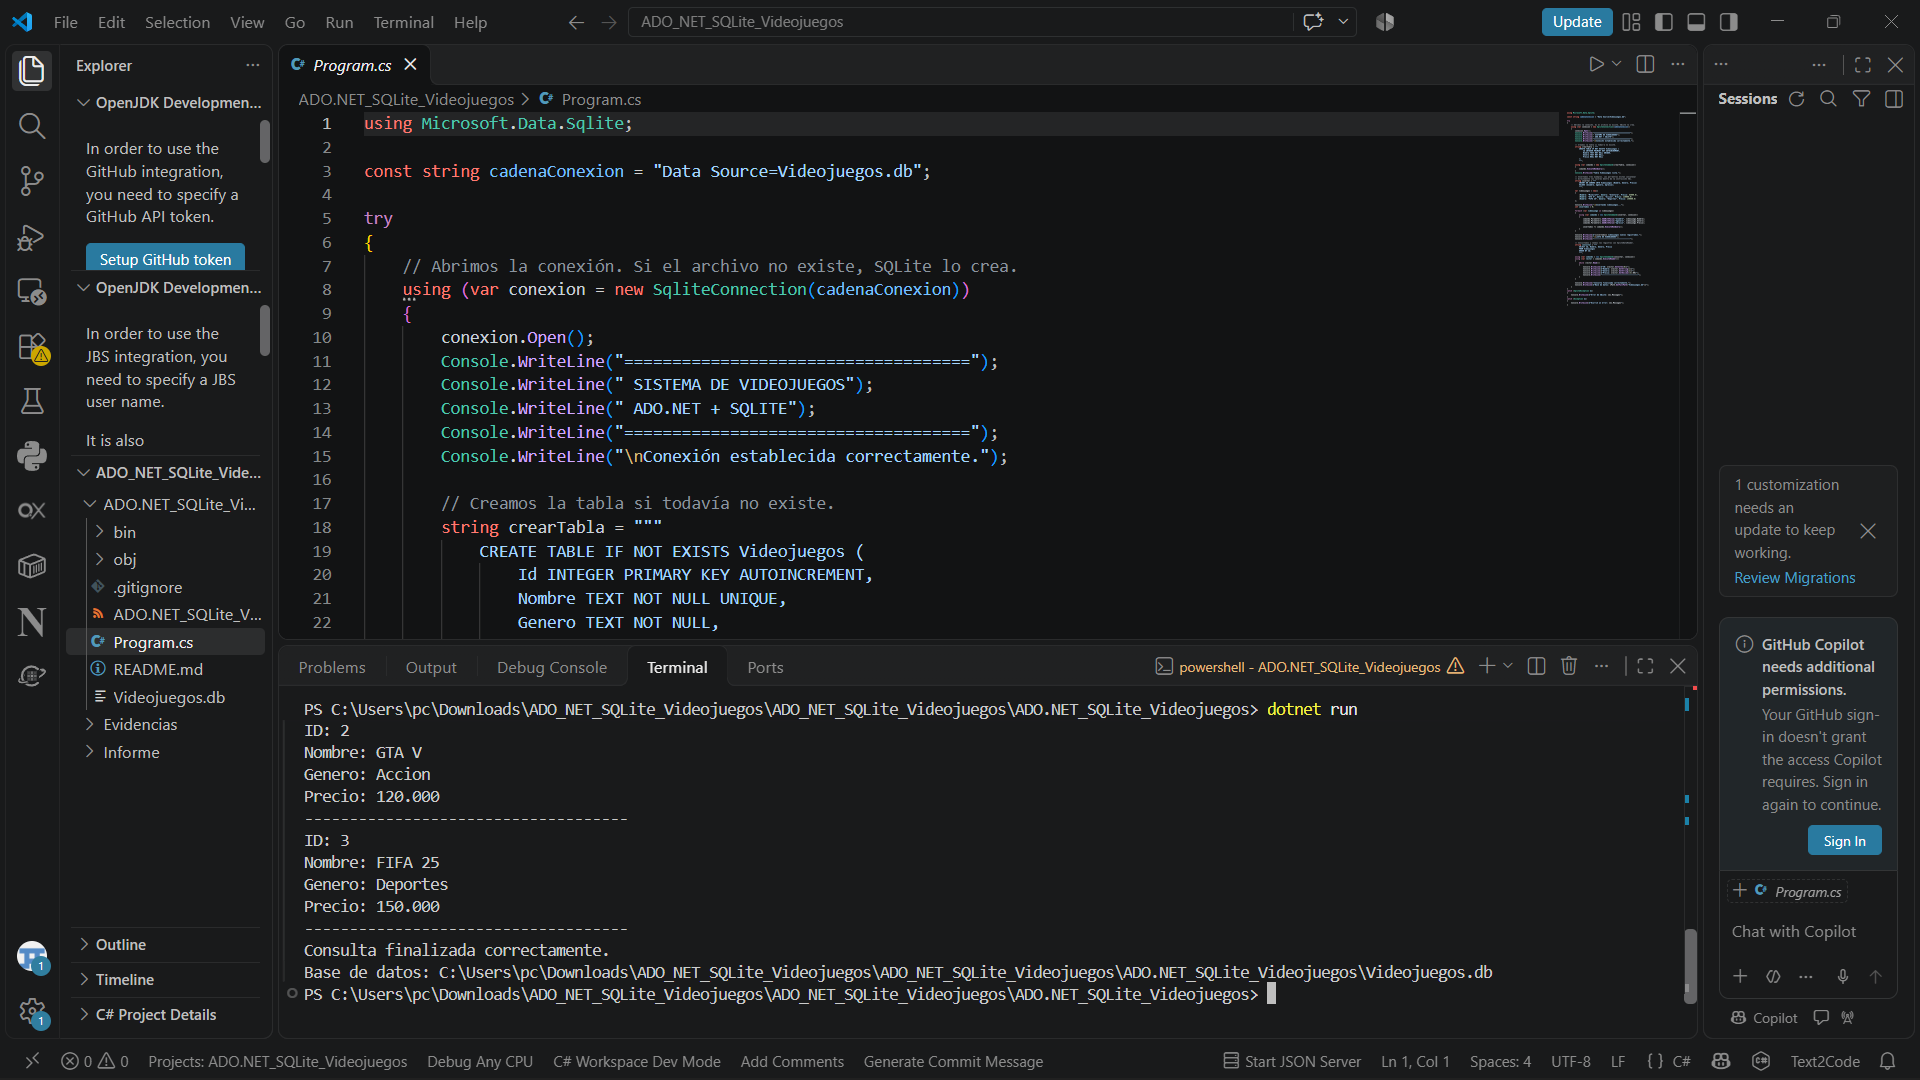 File Edit Selection View Go Run Terminal Help
ADO_NET_SQLite_Videojuegos
Update
Explorer
OpenJDK Developmen...
In order to use the
GitHub integration,
you need to specify a
GitHub API token.
Setup GitHub token
OpenJDK Developmen...
In order to use the
JBS integration, you
need to specify a JBS
user name.
It is also
ADO_NET_SQLite_Vide...
ADO.NET_SQLite_Vi...
bin
obj
.gitignore
ADO.NET_SQLite_V...
Program.cs
README.md
Videojuegos.db
Evidencias
Informe
Outline
Timeline
C# Project Details
Program.cs
ADO.NET_SQLite_Videojuegos > Program.cs
1 using Microsoft.Data.Sqlite;
2
3 const string cadenaConexion = "Data Source=Videojuegos.db";
4
5 try
6 {
7 // Abrimos la conexión. Si el archivo no existe, SQLite lo crea.
8 using (var conexion = new SqliteConnection(cadenaConexion))
9 {
10 conexion.Open();
11 Console.WriteLine("====================================");
12 Console.WriteLine(" SISTEMA DE VIDEOJUEGOS");
13 Console.WriteLine(" ADO.NET + SQLITE");
14 Console.WriteLine("====================================");
15 Console.WriteLine("\nConexión establecida correctamente.");
16
17 // Creamos la tabla si todavía no existe.
18 string crearTabla = """
19 CREATE TABLE IF NOT EXISTS Videojuegos (
20 Id INTEGER PRIMARY KEY AUTOINCREMENT,
21 Nombre TEXT NOT NULL UNIQUE,
22 Genero TEXT NOT NULL,
Problems Output Debug Console Terminal Ports
powershell - ADO.NET_SQLite_Videojuegos
PS C:\Users\pc\Downloads\ADO_NET_SQLite_Videojuegos\ADO_NET_SQLite_Videojuegos\ADO.NET_SQLite_Videojuegos> dotnet run
ID: 2
Nombre: GTA V
Genero: Accion
Precio: 120.000
------------------------------------
ID: 3
Nombre: FIFA 25
Genero: Deportes
Precio: 150.000
------------------------------------
Consulta finalizada correctamente.
Base de datos: C:\Users\pc\Downloads\ADO_NET_SQLite_Videojuegos\ADO_NET_SQLite_Videojuegos\ADO.NET_SQLite_Videojuegos\Videojuegos.db
PS C:\Users\pc\Downloads\ADO_NET_SQLite_Videojuegos\ADO_NET_SQLite_Videojuegos\ADO.NET_SQLite_Videojuegos>
Sessions
1 customization
needs an
update to keep
working.
Review Migrations
GitHub Copilot
needs additional
permissions.
Your GitHub sign-
in doesn't grant
the access Copilot
requires. Sign in
again to continue.
Sign In
Program.cs
Chat with Copilot
Copilot
1
1
0 0 Projects: ADO.NET_SQLite_Videojuegos Debug Any CPU C# Workspace Dev Mode Add Comments Generate Commit Message Start JSON Server Ln 1, Col 1 Spaces: 4 UTF-8 LF { } C# Text2Code